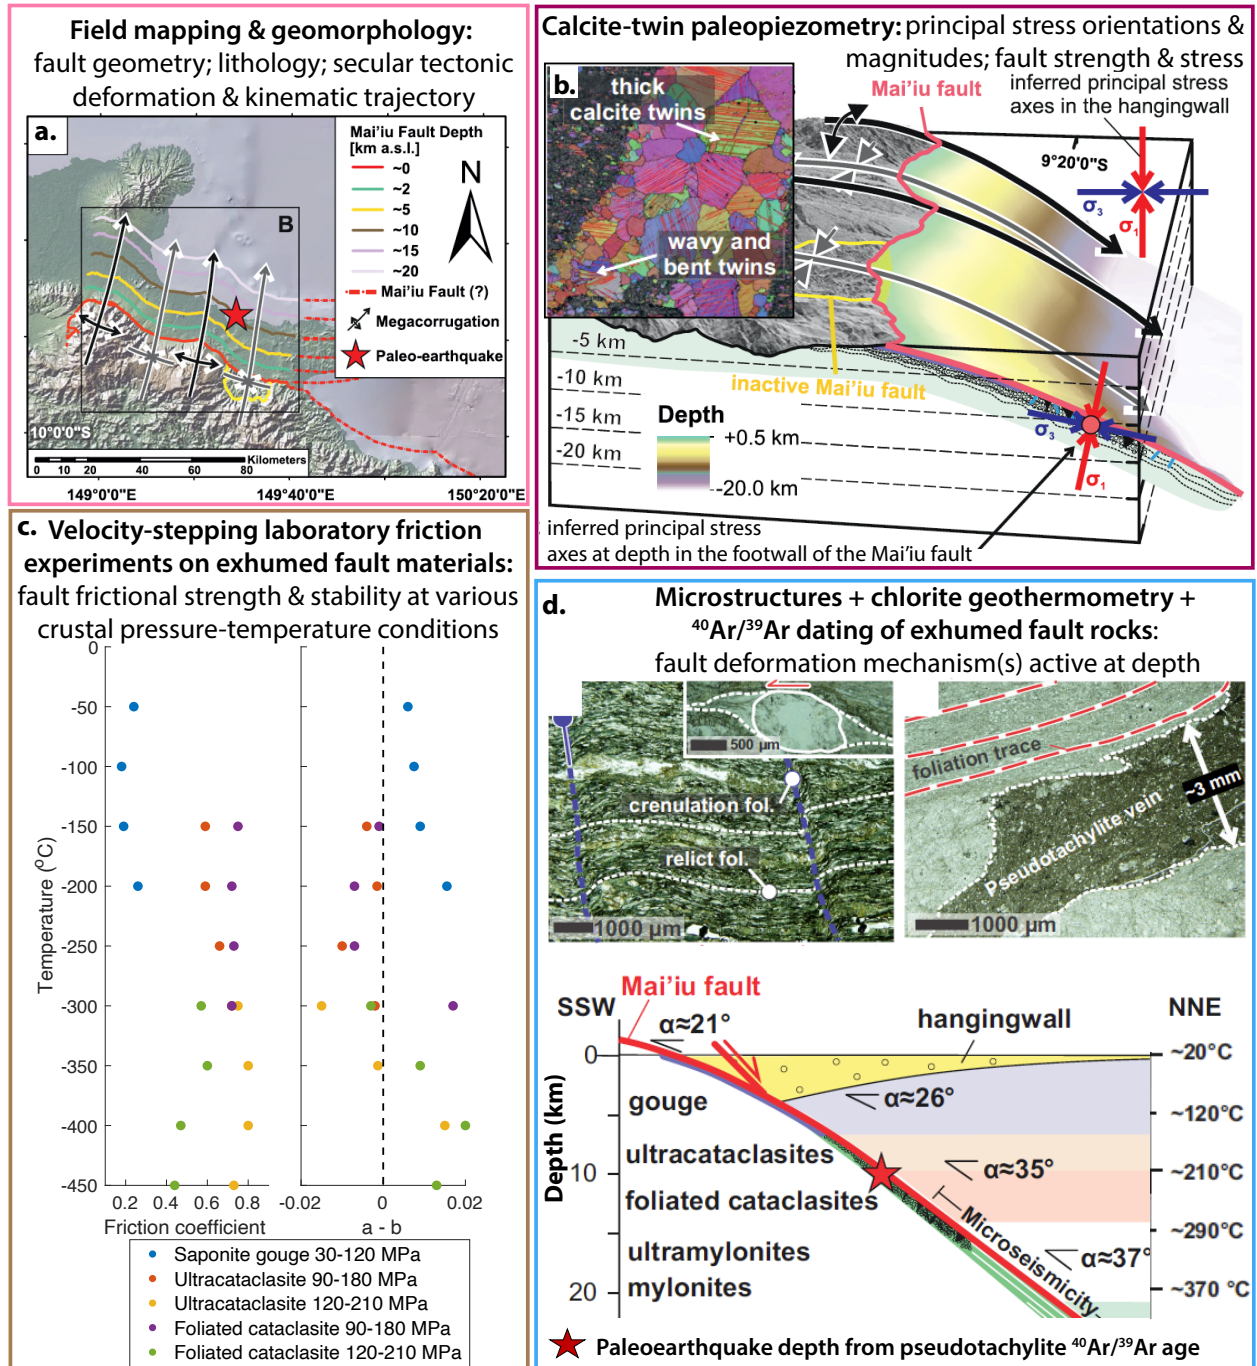 Field mapping & geomorphology:
fault geometry; lithology; secular tectonic
deformation & kinematic trajectory
a.
Mai'iu Fault Depth
[km a.s.l.]
~0
~2
~5
~10
~15
~20
Mai'iu Fault (?)
Megacorrugation
Paleo-earthquake
N
B
10°0'0"S
0 10 20 40 60 80 Kilometers
149°0'0"E 149°40'0"E 150°20'0"E
Calcite-twin paleopiezometry: principal stress orientations &
magnitudes; fault strength & stress
b.
thick
calcite twins
wavy and
bent twins
Mai'iu fault
inferred principal stress
axes in the hangingwall
9°20'0"S
σ3
σ1
-5 km
-10 km
-15 km
-20 km
inactive Mai'iu fault
Depth
+0.5 km
-20.0 km
σ3
σ1
inferred principal stress
axes at depth in the footwall of the Mai'iu fault
c. Velocity-stepping laboratory friction
experiments on exhumed fault materials:
fault frictional strength & stability at various
crustal pressure-temperature conditions
0
-50
-100
-150
-200
-250
-300
-350
-400
-450
Temperature (°C)
0.2 0.4 0.6 0.8
Friction coefficient
-0.02 0 0.02
a - b
Saponite gouge 30-120 MPa
Ultracataclasite 90-180 MPa
Ultracataclasite 120-210 MPa
Foliated cataclasite 90-180 MPa
Foliated cataclasite 120-210 MPa
d. Microstructures + chlorite geothermometry +
⁴⁰Ar/³⁹Ar dating of exhumed fault rocks:
fault deformation mechanism(s) active at depth
500 µm
crenulation fol.
relict fol.
1000 µm
foliation trace
~3 mm
Pseudotachylite vein
1000 µm
Mai'iu fault
SSW
NNE
α≈21°
hangingwall
0
~20°C
gouge
α≈26°
~120°C
ultracataclasites
α≈35°
10
~210°C
foliated cataclasites
Microseismicity
~290°C
ultramylonites
α≈37°
mylonites
20
~370 °C
Depth (km)
Paleoearthquake depth from pseudotachylite ⁴⁰Ar/³⁹Ar age